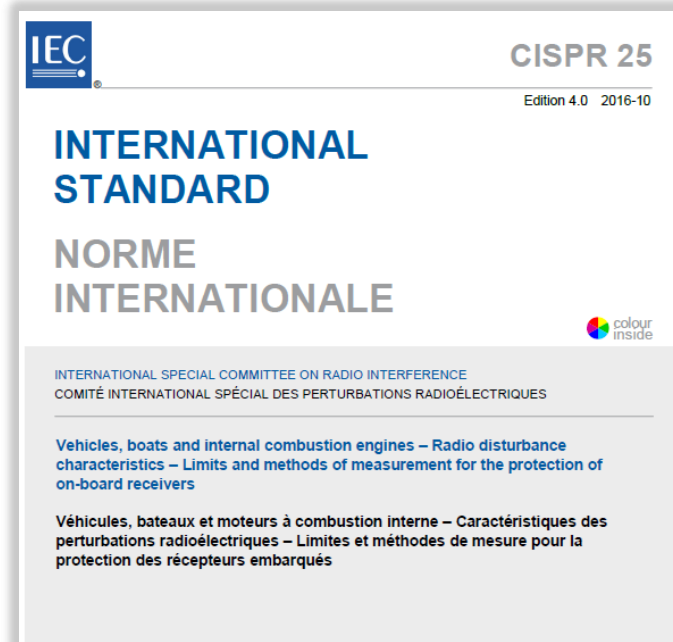 IEC
®
CISPR 25
Edition 4.0 2016-10
INTERNATIONAL
STANDARD
NORME
INTERNATIONALE
colour
inside
INTERNATIONAL SPECIAL COMMITTEE ON RADIO INTERFERENCE
COMITÉ INTERNATIONAL SPÉCIAL DES PERTURBATIONS RADIOÉLECTRIQUES
Vehicles, boats and internal combustion engines – Radio disturbance
characteristics – Limits and methods of measurement for the protection of
on-board receivers
Véhicules, bateaux et moteurs à combustion interne – Caractéristiques des
perturbations radioélectriques – Limites et méthodes de mesure pour la
protection des récepteurs embarqués